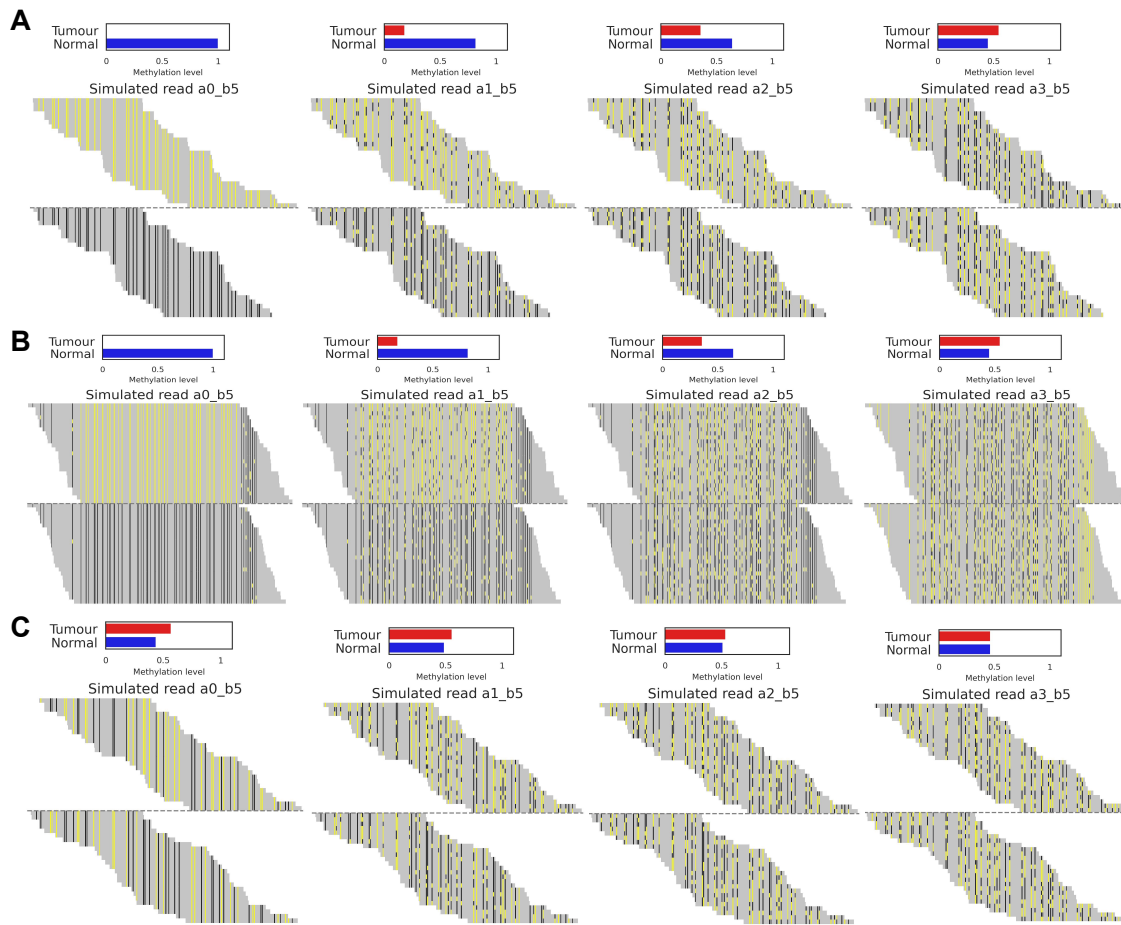 A
Tumour
Normal
0 0.5 1
Methylation level
Simulated read a0_b5
Tumour
Normal
0 0.5 1
Methylation level
Simulated read a1_b5
Tumour
Normal
0 0.5 1
Methylation level
Simulated read a2_b5
Tumour
Normal
0 0.5 1
Methylation level
Simulated read a3_b5
B
Tumour
Normal
0 0.5 1
Methylation level
Simulated read a0_b5
Tumour
Normal
0 0.5 1
Methylation level
Simulated read a1_b5
Tumour
Normal
0 0.5 1
Methylation level
Simulated read a2_b5
Tumour
Normal
0 0.5 1
Methylation level
Simulated read a3_b5
C
Tumour
Normal
0 0.5 1
Methylation level
Simulated read a0_b5
Tumour
Normal
0 0.5 1
Methylation level
Simulated read a1_b5
Tumour
Normal
0 0.5 1
Methylation level
Simulated read a2_b5
Tumour
Normal
0 0.5 1
Methylation level
Simulated read a3_b5